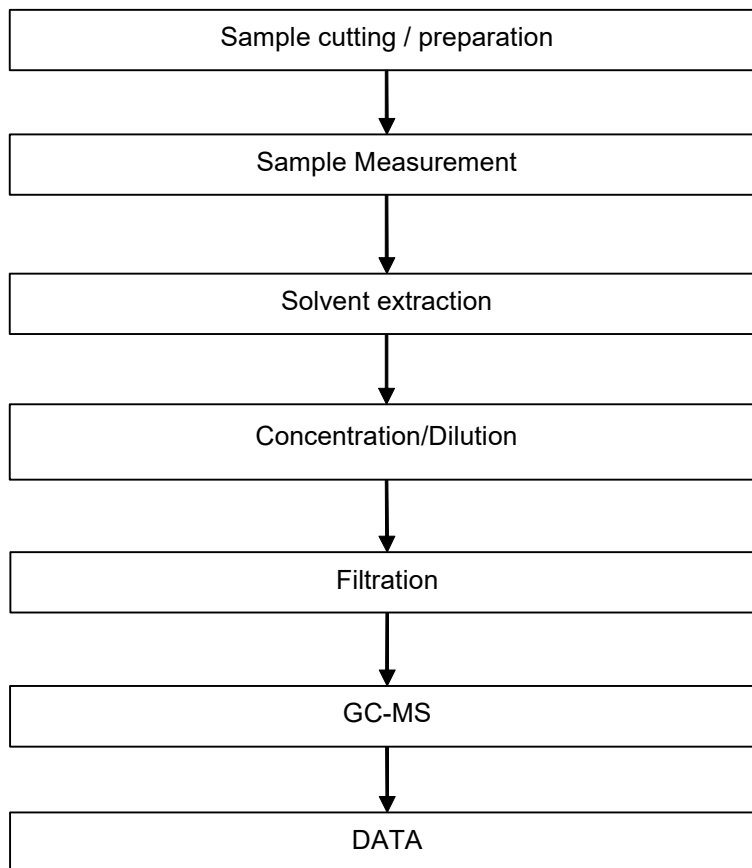 Sample cutting / preparation
Sample Measurement
Solvent extraction
Concentration/Dilution
Filtration
GC-MS
DATA